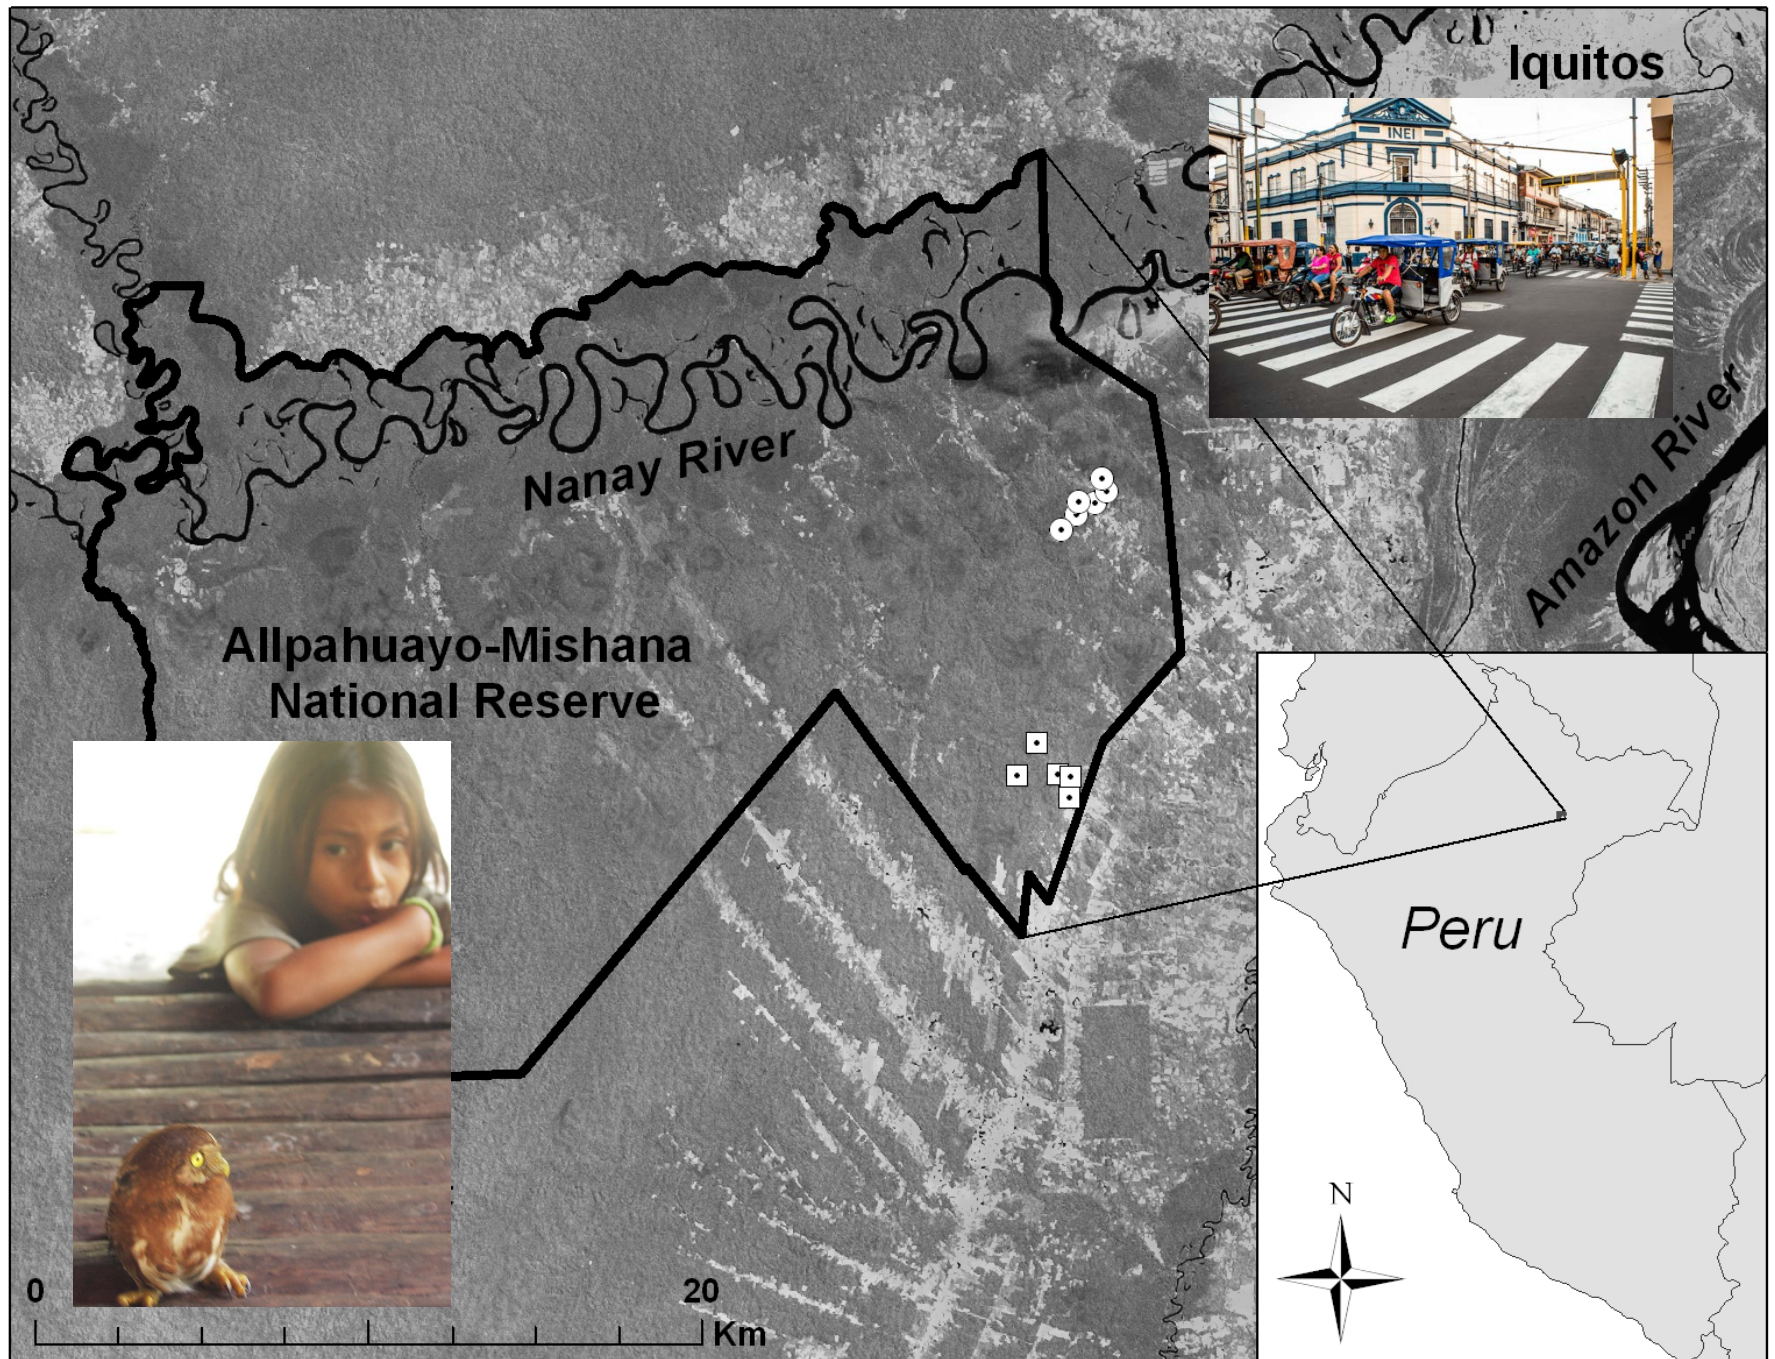 Iquitos
INEI
Nanay River
Amazon River
Allpahuayo-Mishana
National Reserve
Peru
N
0
20
Km